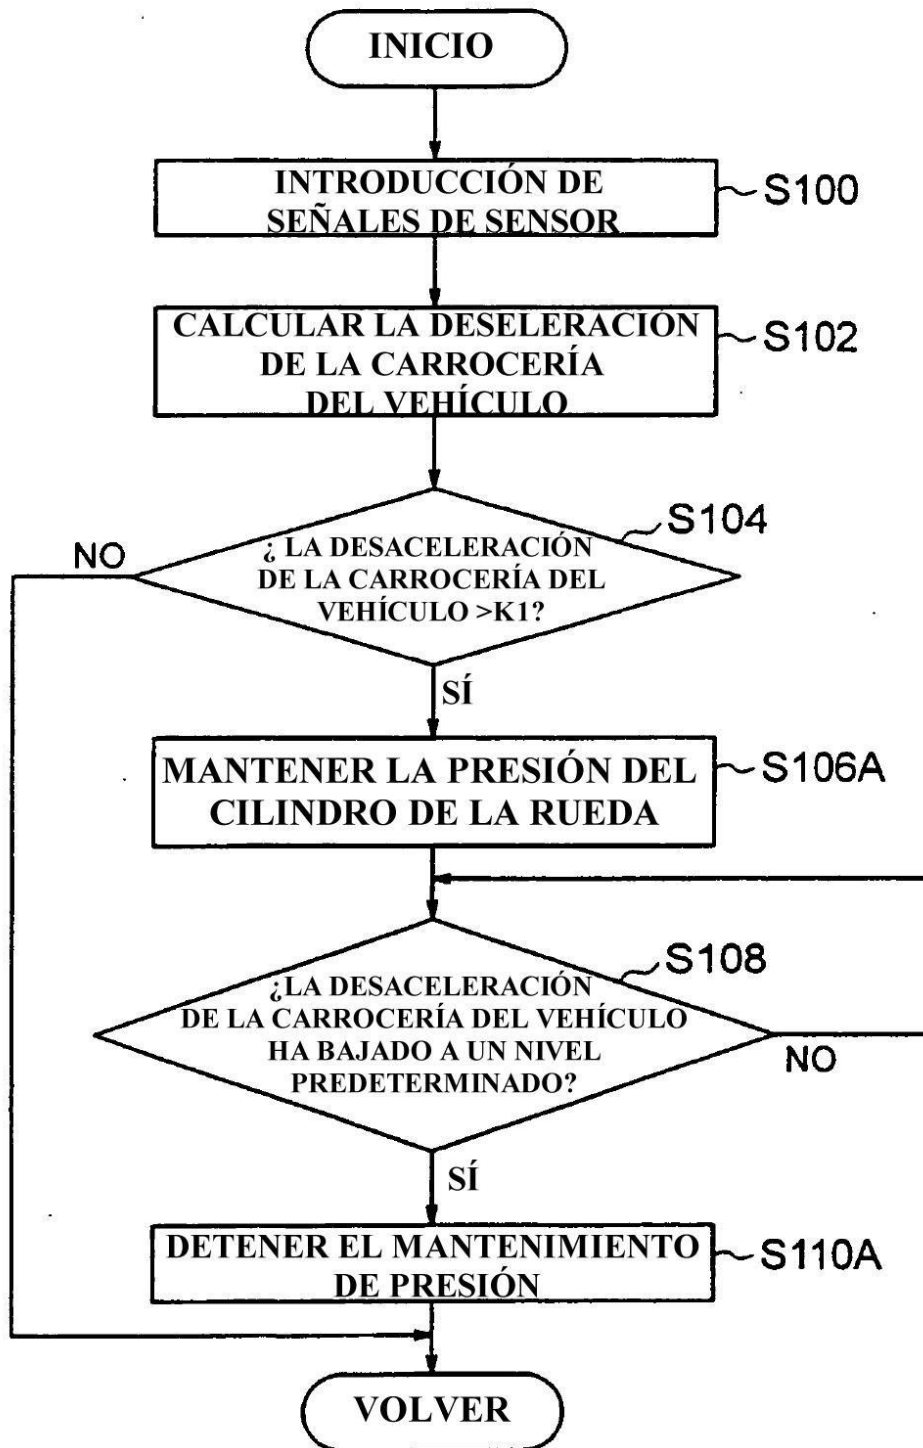 INICIO
INTRODUCCIÓN DE
SEÑALES DE SENSOR
S100
CALCULAR LA DESELERACIÓN
DE LA CARROCERÍA
DEL VEHÍCULO
S102
¿ LA DESACELERACIÓN
DE LA CARROCERÍA DEL
VEHÍCULO >K1?
S104
NO
SÍ
MANTENER LA PRESIÓN DEL
CILINDRO DE LA RUEDA
S106A
¿LA DESACELERACIÓN
DE LA CARROCERÍA DEL VEHÍCULO
HA BAJADO A UN NIVEL
PREDETERMINADO?
S108
NO
SÍ
DETENER EL MANTENIMIENTO
DE PRESIÓN
S110A
VOLVER